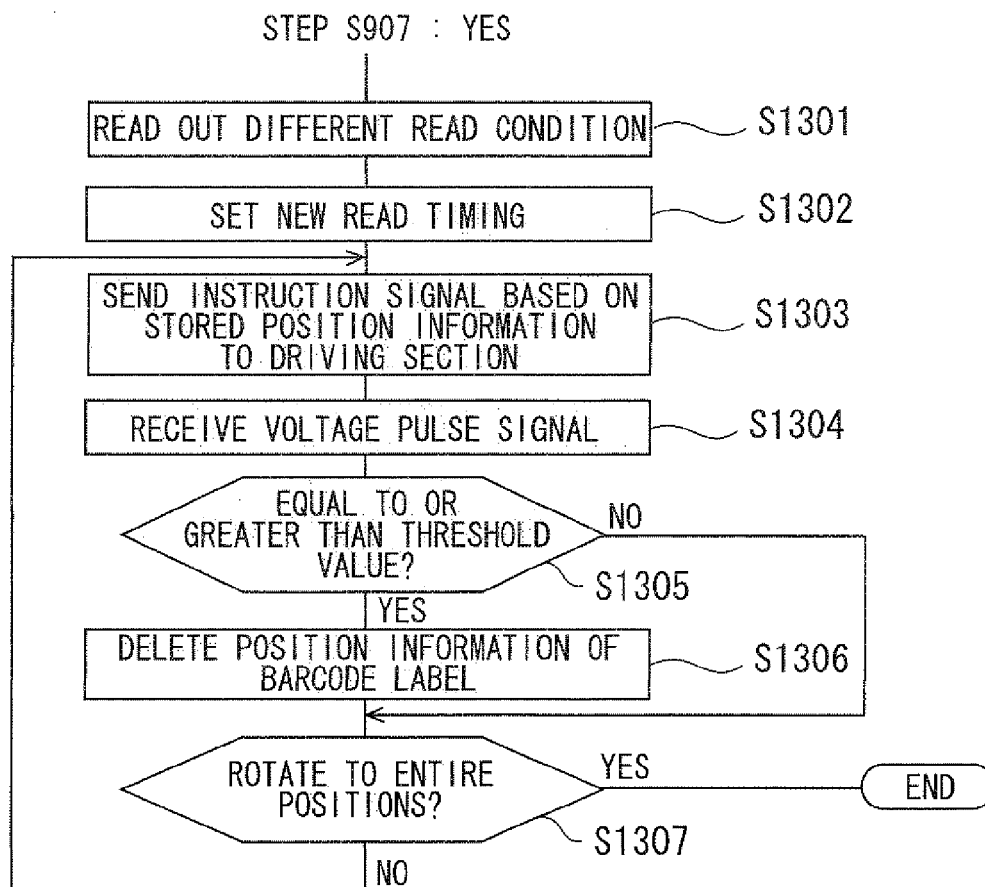 STEP S907 : YES
READ OUT DIFFERENT READ CONDITION
S1301
SET NEW READ TIMING
S1302
SEND INSTRUCTION SIGNAL BASED ON
STORED POSITION INFORMATION
TO DRIVING SECTION
S1303
RECEIVE VOLTAGE PULSE SIGNAL
S1304
EQUAL TO OR
GREATER THAN THRESHOLD
VALUE?
NO
S1305
YES
DELETE POSITION INFORMATION OF
BARCODE LABEL
S1306
ROTATE TO ENTIRE
POSITIONS?
YES
END
S1307
NO